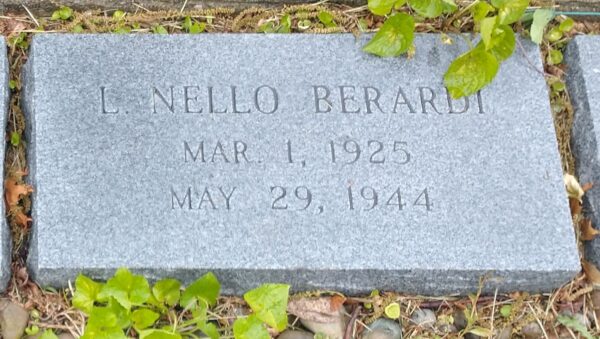 L. NELLO BERARDI
MAR. 1, 1925
MAY 29, 1944